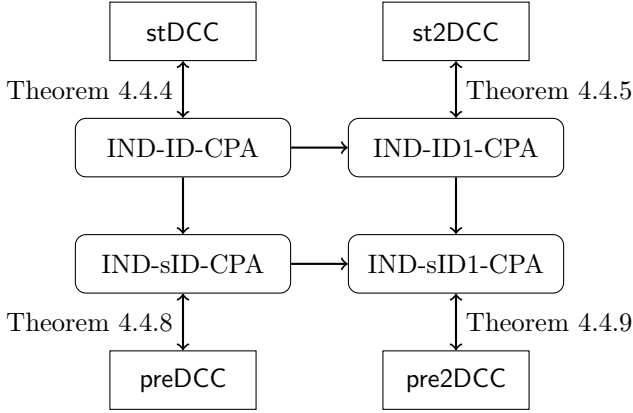 stDCC st2DCC
Theorem 4.4.4 Theorem 4.4.5
IND-ID-CPA IND-ID1-CPA
IND-sID-CPA IND-sID1-CPA
Theorem 4.4.8 Theorem 4.4.9
preDCC pre2DCC